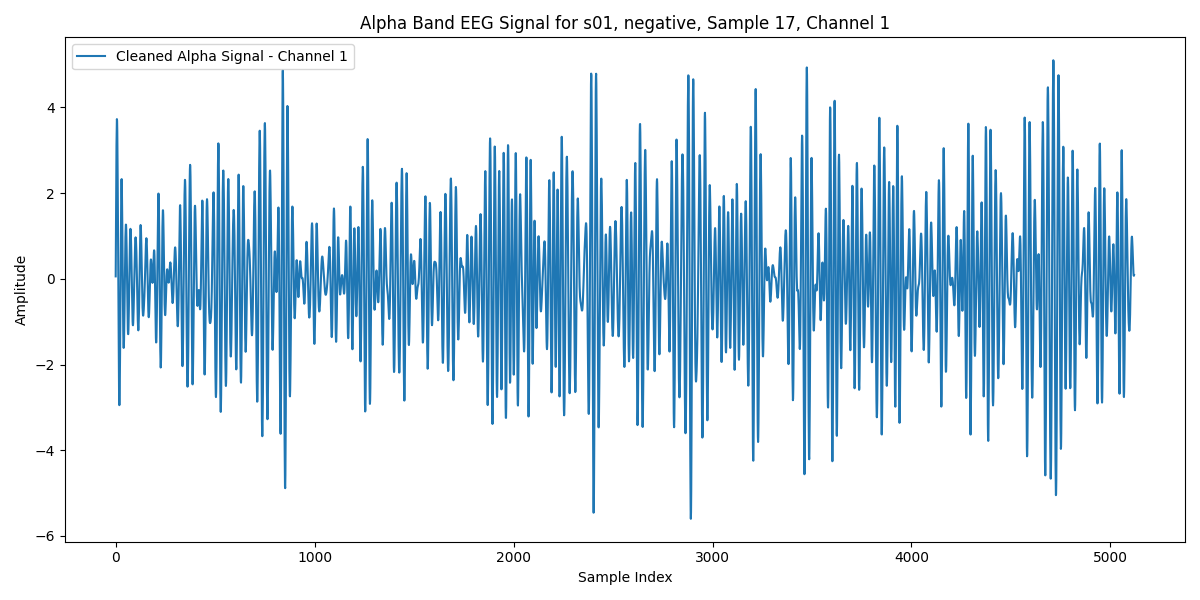 Alpha Band EEG Signal for s01, negative, Sample 17, Channel 1
Cleaned Alpha Signal - Channel 1
Amplitude
4
2
0
−2
−4
−6
0 1000 2000 3000 4000 5000
Sample Index